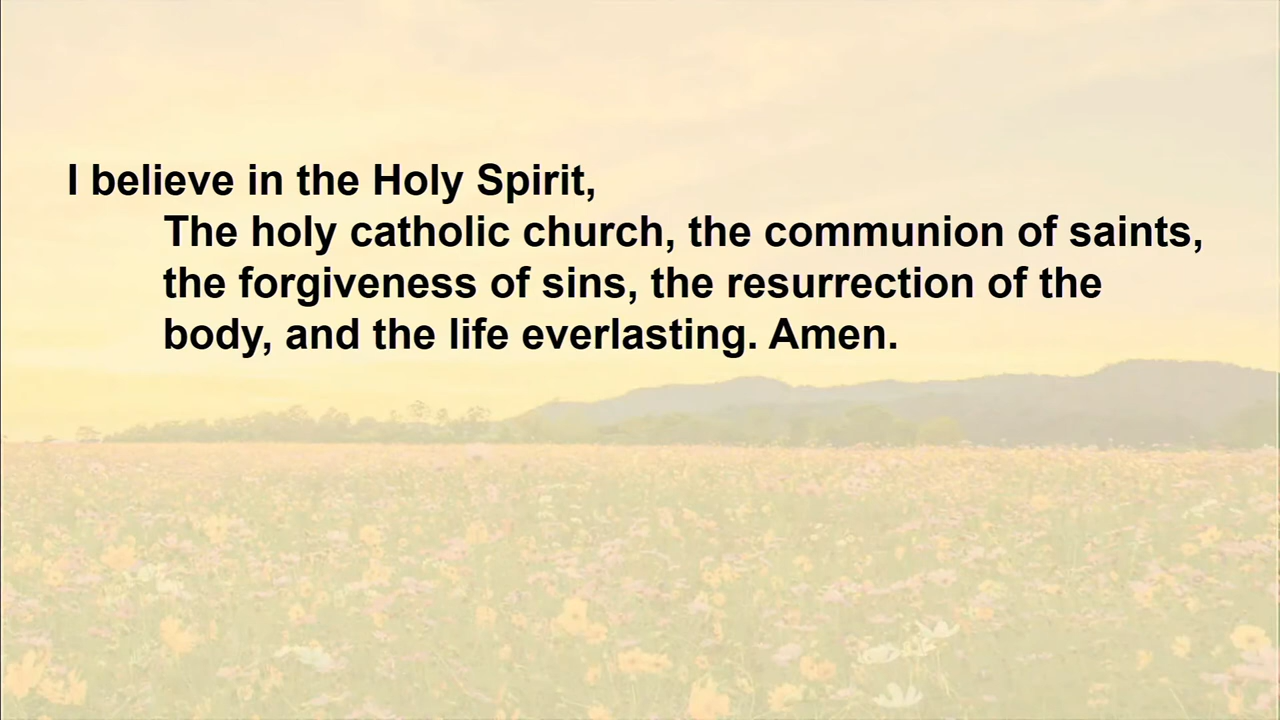 I believe in the Holy Spirit,
The holy catholic church, the communion of saints,
the forgiveness of sins, the resurrection of the
body, and the life everlasting. Amen.